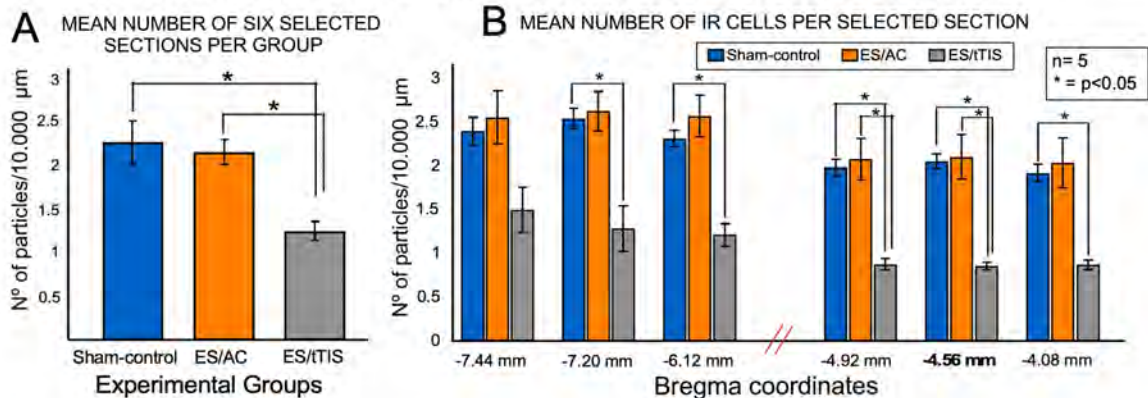 A
MEAN NUMBER OF SIX SELECTED
SECTIONS PER GROUP
Nº of particles/10.000 µm
3
2.5
2
1.5
1
0.5
*
*
Sham-control ES/AC ES/tTIS
Experimental Groups
B
MEAN NUMBER OF IR CELLS PER SELECTED SECTION
Sham-control ES/AC ES/tTIS
n= 5
* = p<0.05
Nº of particles/10.000 µm
3
2.5
2
1.5
1
0.5
0
* * * * * * *
-7.44 mm -7.20 mm -6.12 mm // -4.92 mm -4.56 mm -4.08 mm
Bregma coordinates